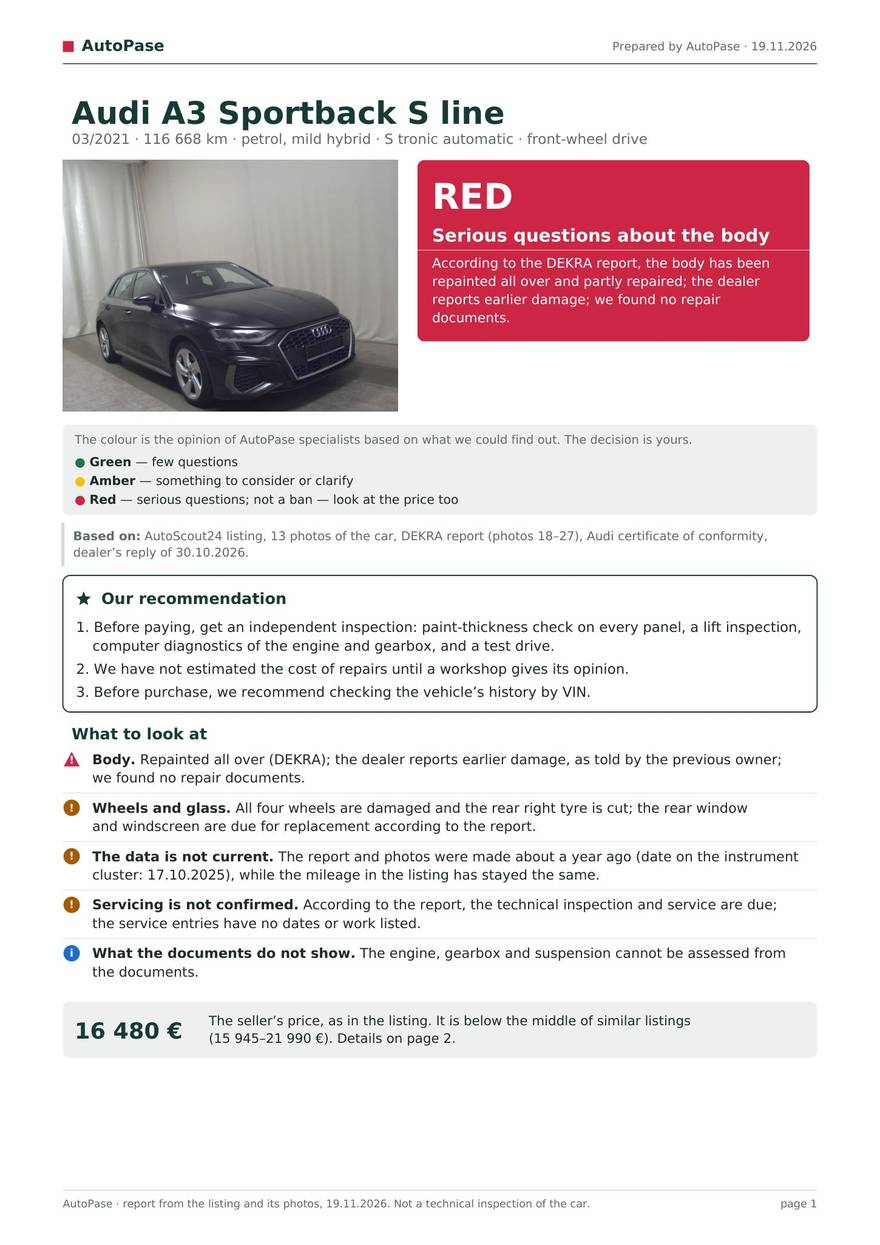 AutoPase
Prepared by AutoPase · 19.11.2026
Audi A3 Sportback S line
03/2021 · 116 668 km · petrol, mild hybrid · S tronic automatic · front-wheel drive
RED
Serious questions about the body
According to the DEKRA report, the body has been
repainted all over and partly repaired; the dealer
reports earlier damage; we found no repair
documents.
The colour is the opinion of AutoPase specialists based on what we could find out. The decision is yours.
Green — few questions
Amber — something to consider or clarify
Red — serious questions; not a ban — look at the price too
Based on: AutoScout24 listing, 13 photos of the car, DEKRA report (photos 18–27), Audi certificate of conformity,
dealer’s reply of 30.10.2026.
Our recommendation
1. Before paying, get an independent inspection: paint-thickness check on every panel, a lift inspection,
computer diagnostics of the engine and gearbox, and a test drive.
2. We have not estimated the cost of repairs until a workshop gives its opinion.
3. Before purchase, we recommend checking the vehicle’s history by VIN.
What to look at
Body. Repainted all over (DEKRA); the dealer reports earlier damage, as told by the previous owner;
we found no repair documents.
Wheels and glass. All four wheels are damaged and the rear right tyre is cut; the rear window
and windscreen are due for replacement according to the report.
The data is not current. The report and photos were made about a year ago (date on the instrument
cluster: 17.10.2025), while the mileage in the listing has stayed the same.
Servicing is not confirmed. According to the report, the technical inspection and service are due;
the service entries have no dates or work listed.
What the documents do not show. The engine, gearbox and suspension cannot be assessed from
the documents.
16 480 €
The seller’s price, as in the listing. It is below the middle of similar listings
(15 945–21 990 €). Details on page 2.
AutoPase · report from the listing and its photos, 19.11.2026. Not a technical inspection of the car.
page 1